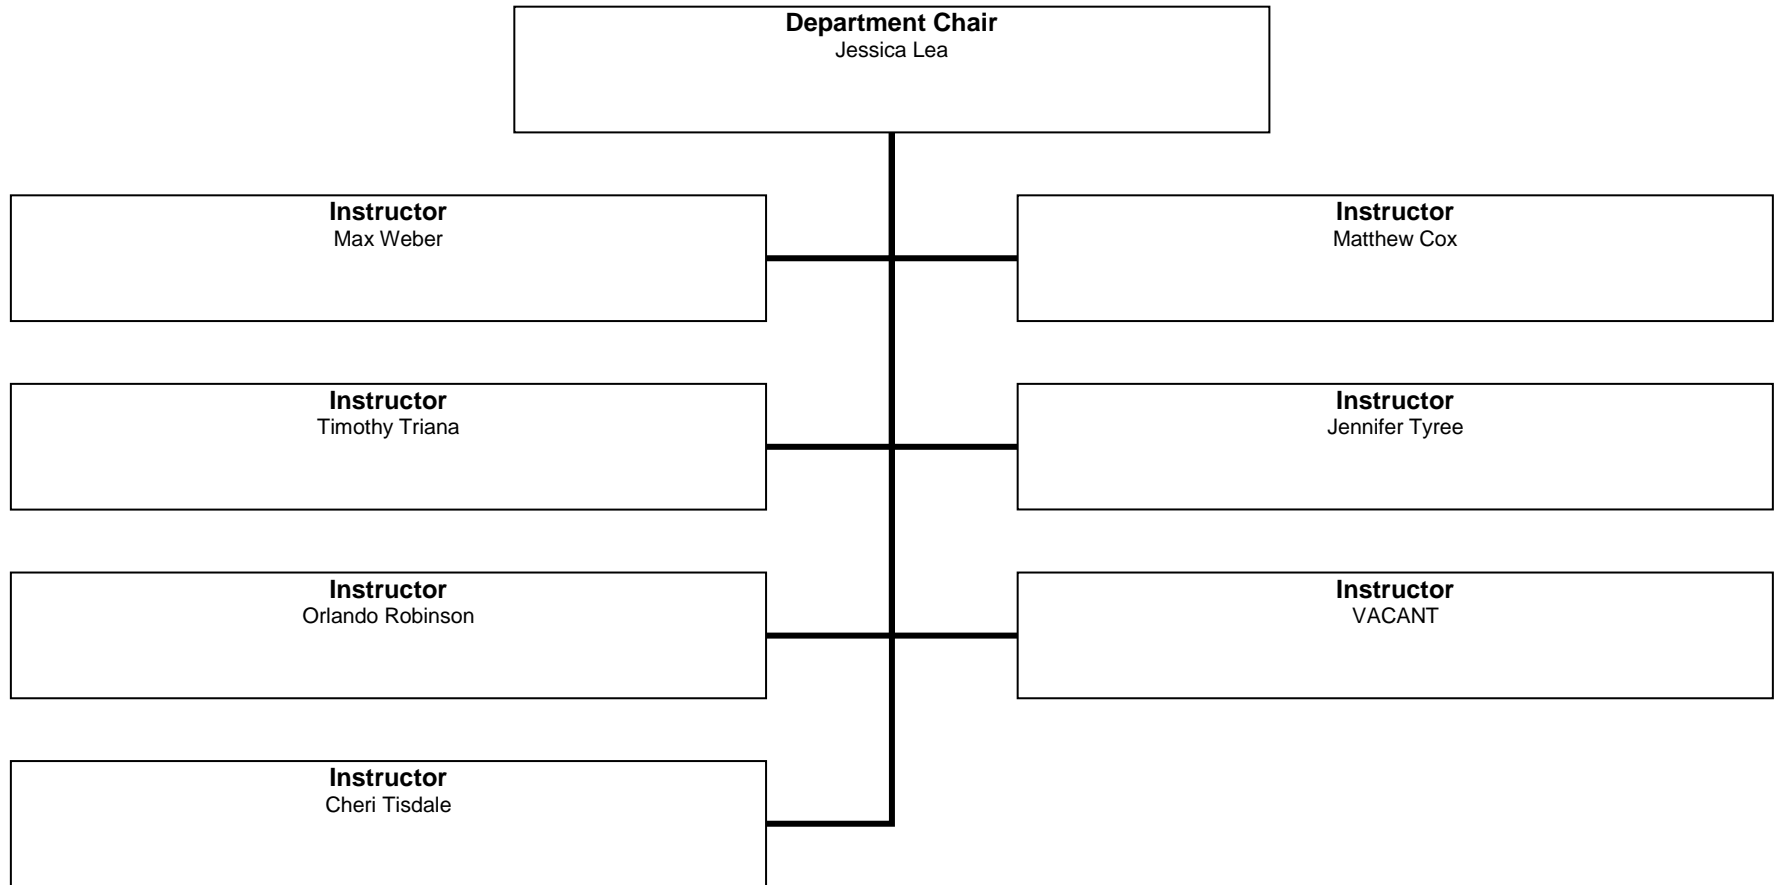 Department Chair
Jessica Lea
Instructor
Max Weber
Instructor
Matthew Cox
Instructor
Timothy Triana
Instructor
Jennifer Tyree
Instructor
Orlando Robinson
Instructor
VACANT
Instructor
Cheri Tisdale